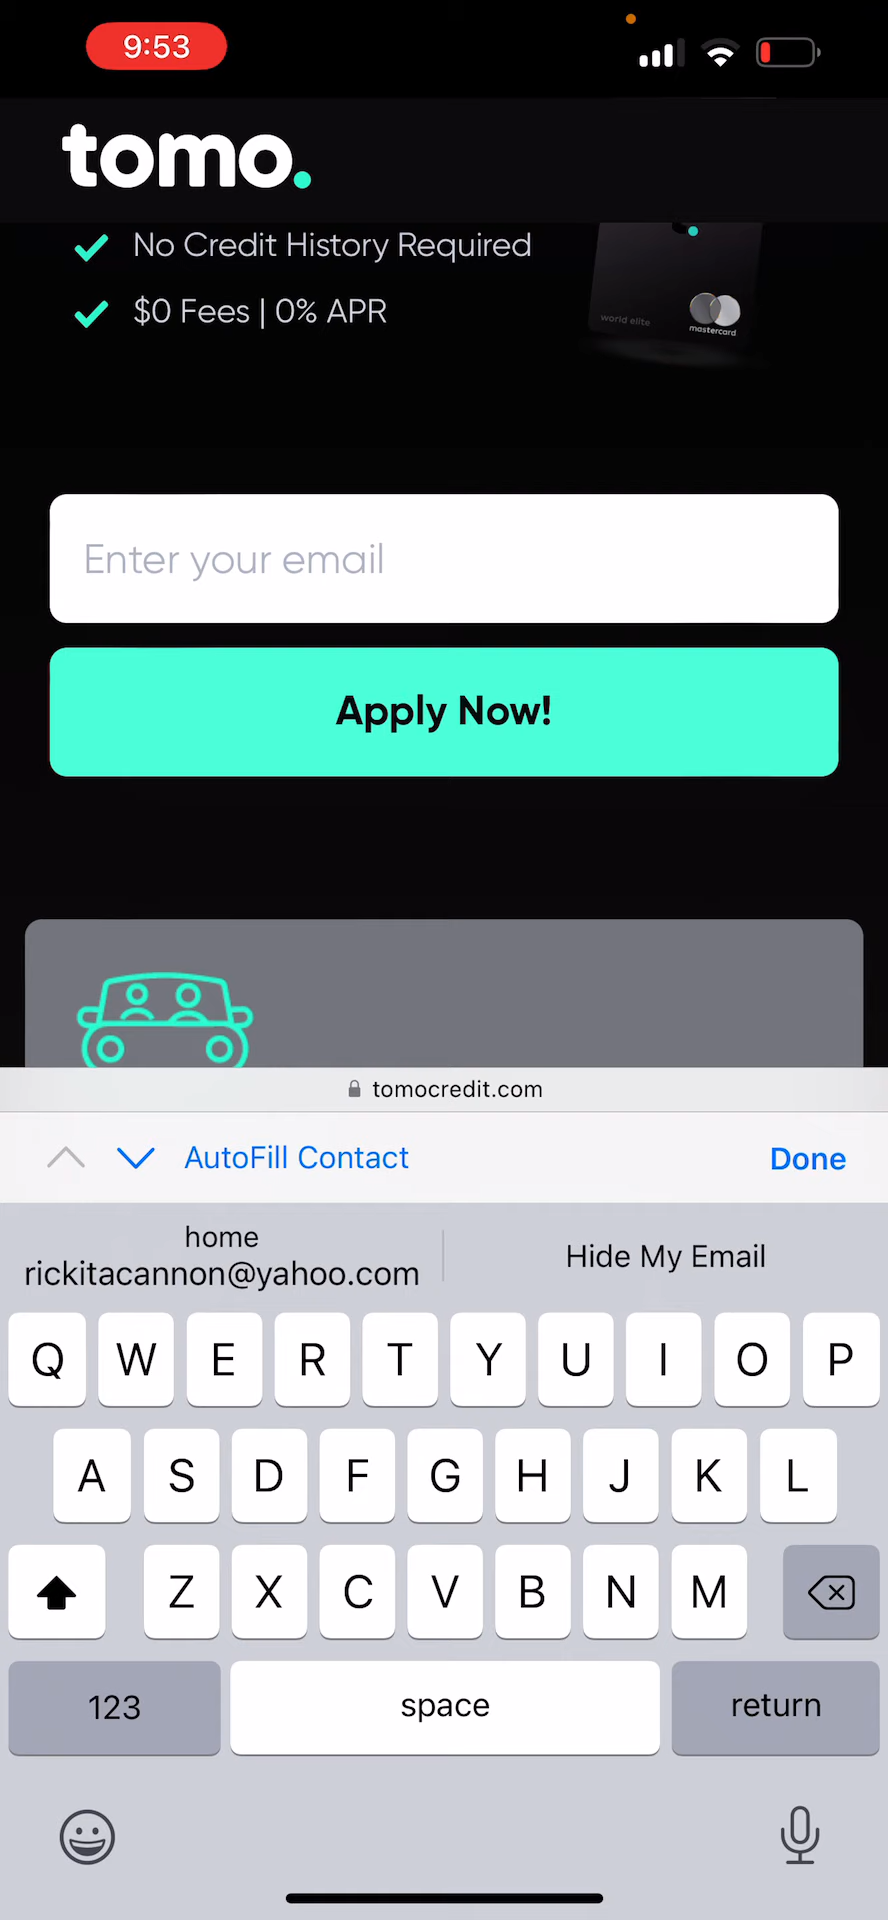 9:53
tomo.
No Credit History Required
$0 Fees | 0% APR
world elite
mastercard
Enter your email
Apply Now!
tomocredit.com
AutoFill Contact
Done
home
rickitacannon@yahoo.com
Hide My Email
Q W E R T Y U I O P
A S D F G H J K L
Z X C V B N M
123
space
return